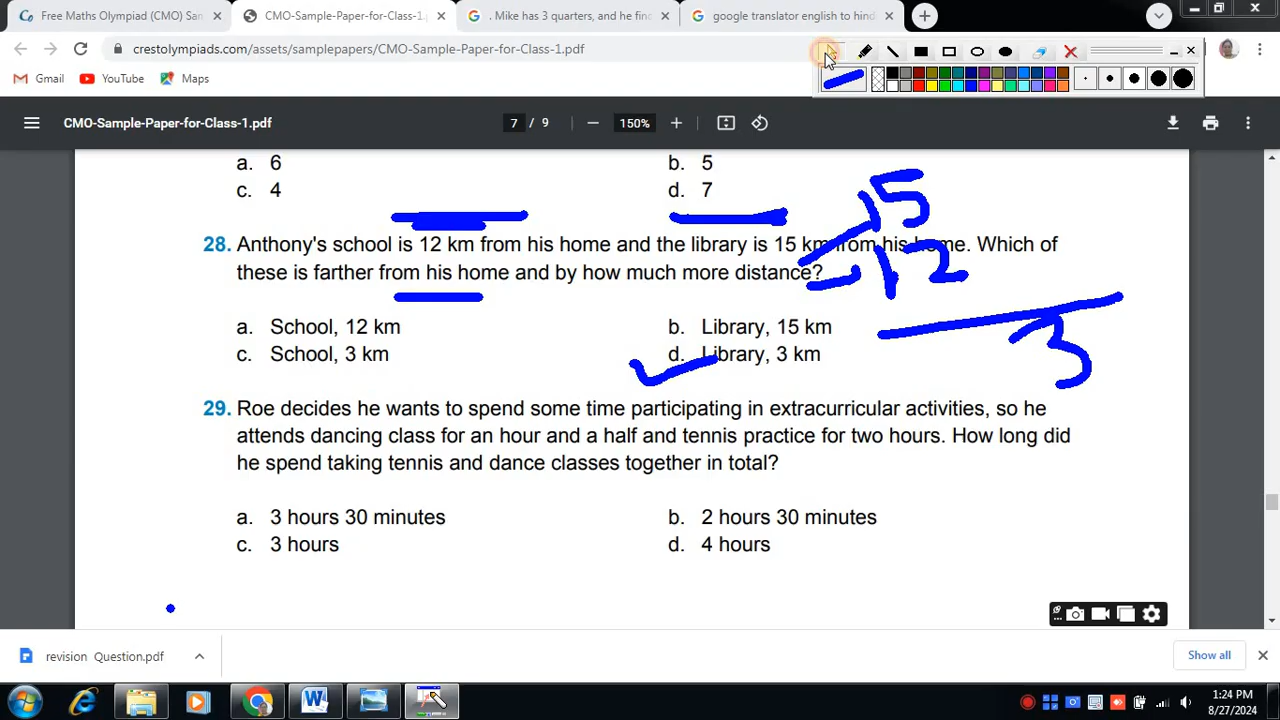 Free Maths Olympiad (CMO) Sam
CMO-Sample-Paper-for-Class-1.p
. Mike has 3 quarters, and he fin
google translator english to hind
crestolympiads.com/assets/samplepapers/CMO-Sample-Paper-for-Class-1.pdf
Gmail
YouTube
Maps
CMO-Sample-Paper-for-Class-1.pdf
7 / 9
150%
a. 6
b. 5
c. 4
d. 7
28. Anthony's school is 12 km from his home and the library is 15 km from his home. Which of
these is farther from his home and by how much more distance?
15
- 12
3
a. School, 12 km
b. Library, 15 km
c. School, 3 km
d. Library, 3 km
29. Roe decides he wants to spend some time participating in extracurricular activities, so he
attends dancing class for an hour and a half and tennis practice for two hours. How long did
he spend taking tennis and dance classes together in total?
a. 3 hours 30 minutes
b. 2 hours 30 minutes
c. 3 hours
d. 4 hours
revision Question.pdf
Show all
1:24 PM
8/27/2024